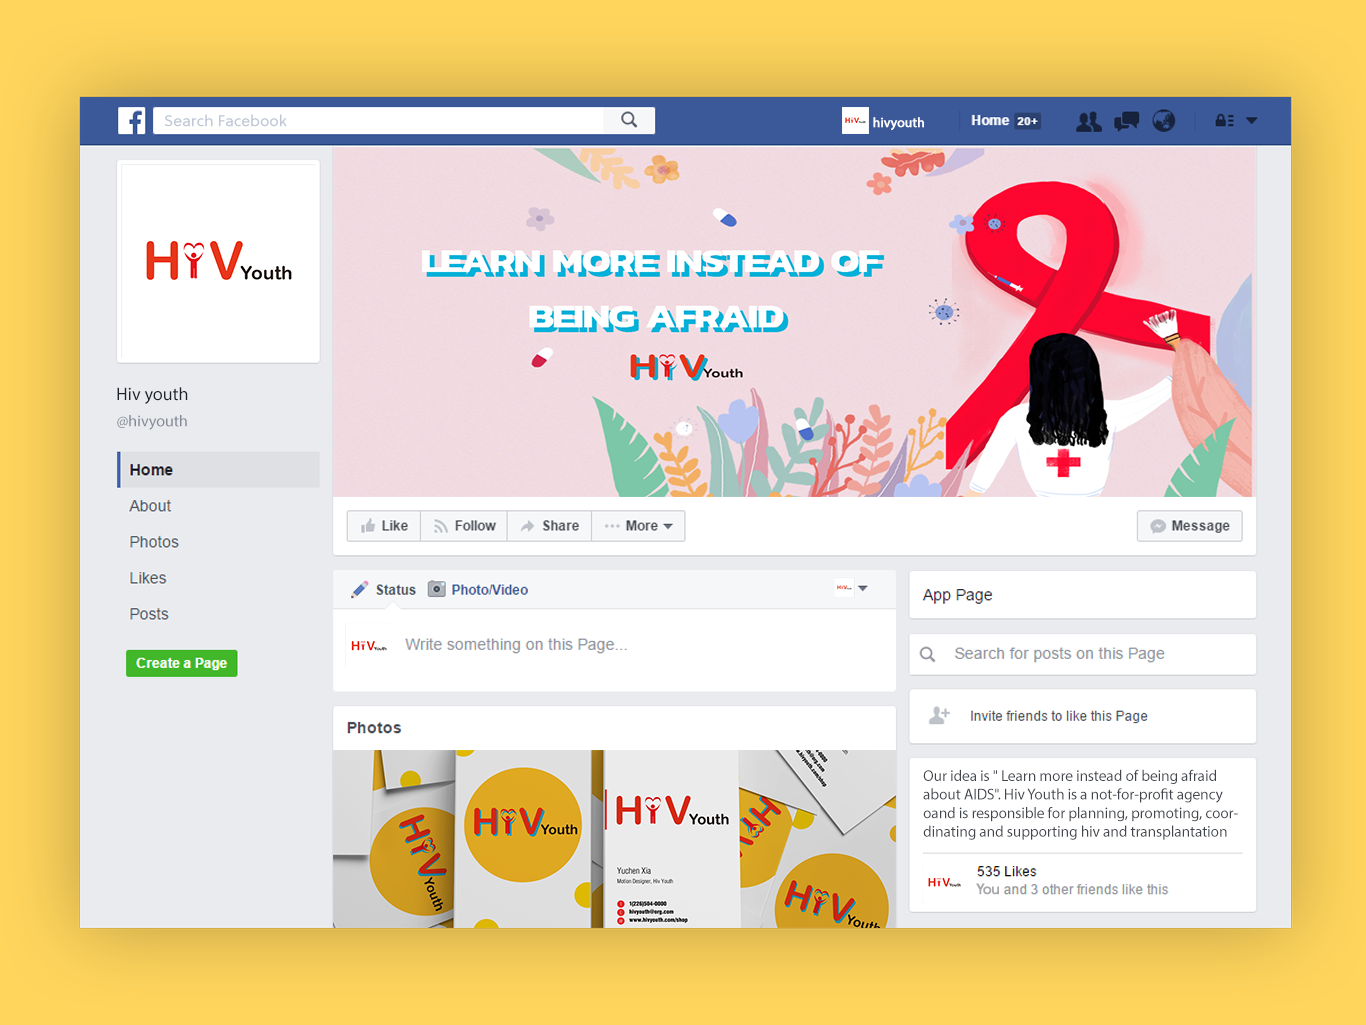 Search Facebook
HiV Youth
hivyouth
Home 20+
HiV Youth
Hiv youth
@hivyouth
Home
About
Photos
Likes
Posts
Create a Page
LEARN MORE INSTEAD OF
BEING AFRAID
HiV Youth
Like
Follow
Share
More
Message
Status
Photo/Video
HiV Youth
HiV Youth
Write something on this Page...
Photos
HiV Youth
HiV Youth
HiV Youth
Yuchen Xia
Motion Designer, Hiv Youth
1(226)504-0000
hivyouth@org.com
www.hivyouth.com/shop
HiV Youth
App Page
Search for posts on this Page
Invite friends to like this Page
Our idea is " Learn more instead of being afraid
about AIDS". Hiv Youth is a not-for-profit agency
oand is responsible for planning, promoting, coor-
dinating and supporting hiv and transplantation
HiV Youth
535 Likes
You and 3 other friends like this